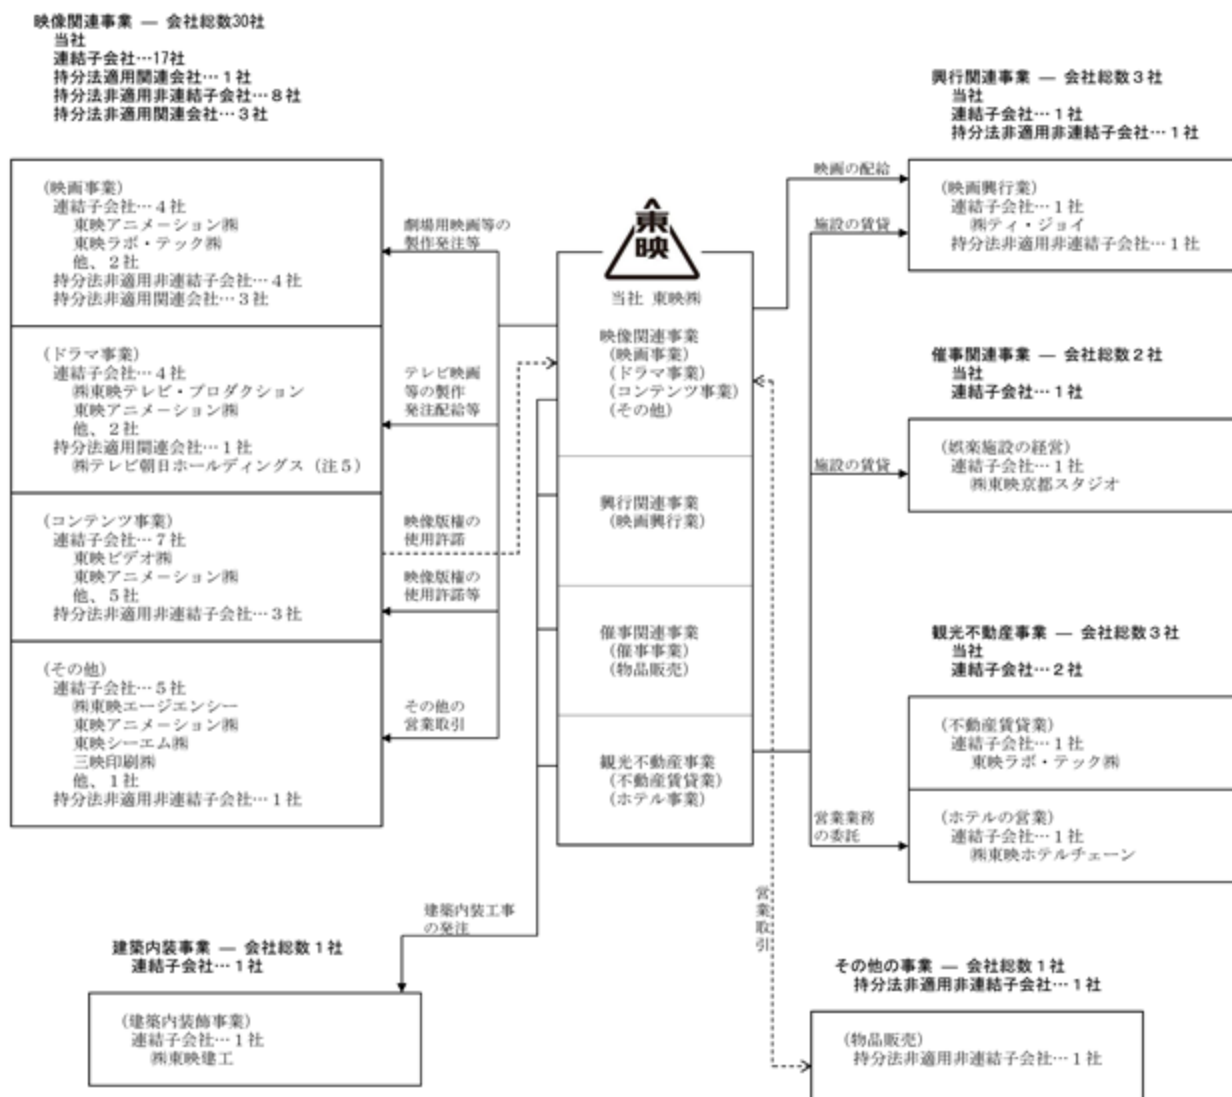 映像関連事業 ― 会社総数30社
当社
連結子会社…17社
持分法適用関連会社…１社
持分法非適用非連結子会社…８社
持分法非適用関連会社…３社
(映画事業)
連結子会社…４社
東映アニメーション㈱
東映ラボ・テック㈱
他、２社
持分法非適用非連結子会社…４社
持分法非適用関連会社…３社
(ドラマ事業)
連結子会社…４社
㈱東映テレビ・プロダクション
東映アニメーション㈱
他、２社
持分法適用関連会社…１社
㈱テレビ朝日ホールディングス（注５）
(コンテンツ事業)
連結子会社…７社
東映ビデオ㈱
東映アニメーション㈱
他、５社
持分法非適用非連結子会社…３社
(その他)
連結子会社…５社
㈱東映エージエンシー
東映アニメーション㈱
東映シーエム㈱
三映印刷㈱
他、１社
持分法非適用非連結子会社…１社
劇場用映画等の
製作発注等
テレビ映画
等の製作
発注配給等
映像版権の
使用許諾
映像版権の
使用許諾等
その他の
営業取引
建築内装工事
の発注
建築内装事業 ― 会社総数１社
連結子会社…１社
(建築内装飾事業)
連結子会社…１社
㈱東映建工
東映
当社 東映㈱
映像関連事業
(映画事業)
(ドラマ事業)
(コンテンツ事業)
(その他)
興行関連事業
(映画興行業)
催事関連事業
(催事事業)
(物品販売)
観光不動産事業
(不動産賃貸業)
(ホテル事業)
映画の配給
施設の賃貸
施設の賃貸
営業業務
の委託
営業取引
興行関連事業 ― 会社総数３社
当社
連結子会社…１社
持分法非適用非連結子会社…１社
(映画興行業)
連結子会社…１社
㈱ティ・ジョイ
持分法非適用非連結子会社…１社
催事関連事業 ― 会社総数２社
当社
連結子会社…１社
(娯楽施設の経営)
連結子会社…１社
㈱東映京都スタジオ
観光不動産事業 ― 会社総数３社
当社
連結子会社…２社
(不動産賃貸業)
連結子会社…１社
東映ラボ・テック㈱
(ホテルの営業)
連結子会社…１社
㈱東映ホテルチェーン
その他の事業 ― 会社総数１社
持分法非適用非連結子会社…１社
(物品販売)
持分法非適用非連結子会社…１社